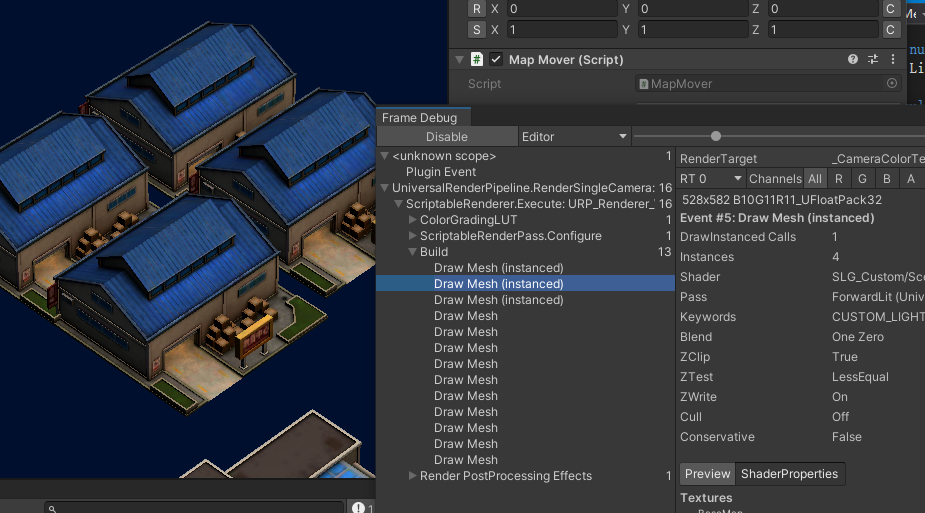 R X 0 Y 0 Z 0 C
S X 1 Y 1 Z 1 C
# Map Mover (Script)
Script # MapMover
nu
Li
Frame Debug
Disable Editor
<unknown scope> 1
Plugin Event
UniversalRenderPipeline.RenderSingleCamera: 16
ScriptableRenderer.Execute: URP_Renderer_ 16
ColorGradingLUT 1
ScriptableRenderPass.Configure 1
Build 13
Draw Mesh (instanced)
Draw Mesh (instanced)
Draw Mesh (instanced)
Draw Mesh
Draw Mesh
Draw Mesh
Draw Mesh
Draw Mesh
Draw Mesh
Draw Mesh
Draw Mesh
Draw Mesh
Draw Mesh
Render PostProcessing Effects 1
RenderTarget _CameraColorTe
RT 0 Channels All R G B A
528x582 B10G11R11_UFloatPack32
Event #5: Draw Mesh (instanced)
DrawInstanced Calls 1
Instances 4
Shader SLG_Custom/Sce
Pass ForwardLit (Univ
Keywords CUSTOM_LIGHT
Blend One Zero
ZClip True
ZTest LessEqual
ZWrite On
Cull Off
Conservative False
Preview ShaderProperties
Textures
1